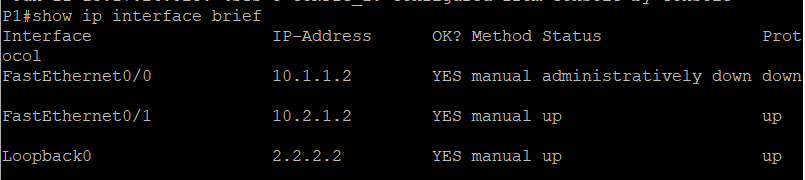 P1#show ip interface brief
Interface IP-Address OK? Method Status Prot
ocol
FastEthernet0/0 10.1.1.2 YES manual administratively down down
FastEthernet0/1 10.2.1.2 YES manual up up
Loopback0 2.2.2.2 YES manual up up